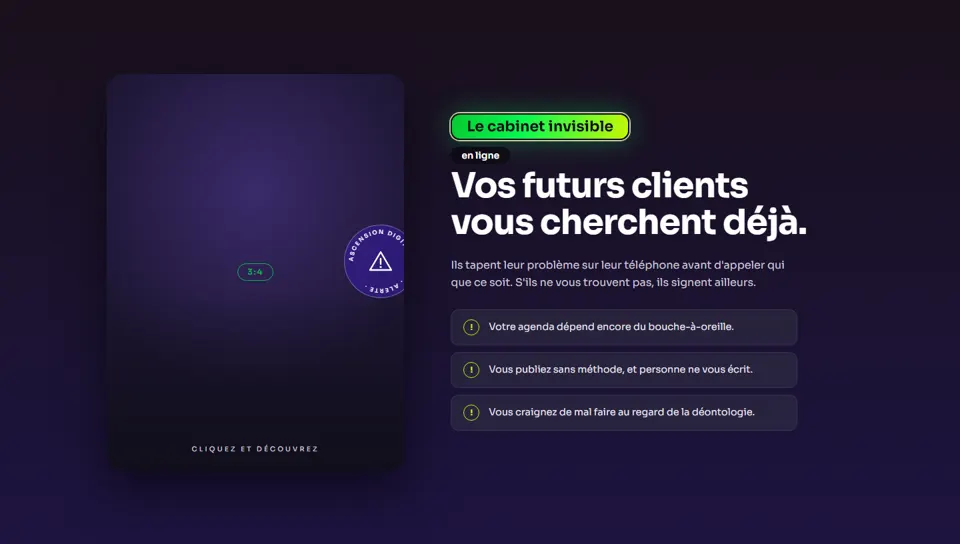 Le cabinet invisible
en ligne
Vos futurs clients
vous cherchent déjà.
Ils tapent leur problème sur leur téléphone avant d'appeler qui
que ce soit. S'ils ne vous trouvent pas, ils signent ailleurs.
Votre agenda dépend encore du bouche-à-oreille.
Vous publiez sans méthode, et personne ne vous écrit.
Vous craignez de mal faire au regard de la déontologie.
3:4
ASCENSION
· ALERTE ·
CLIQUEZ ET DÉCOUVREZ